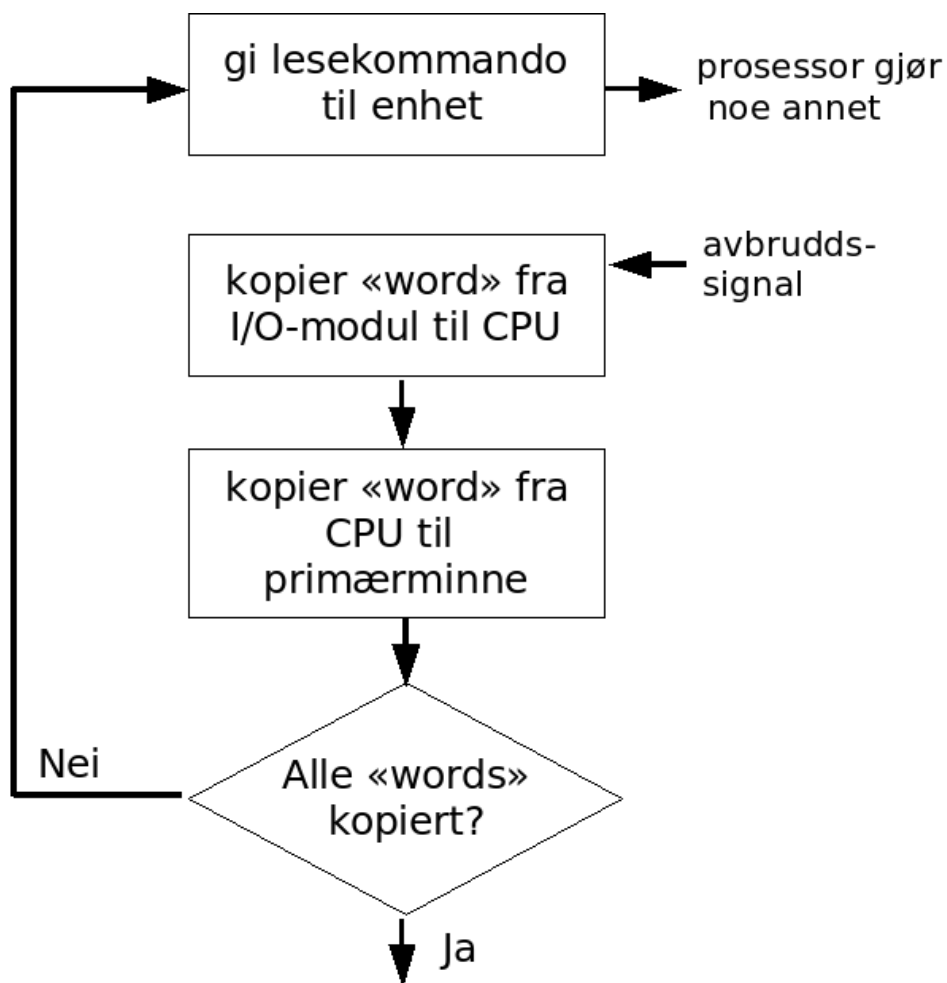 gi lesekommando
til enhet
prosessor gjør
noe annet
avbrudds-
signal
kopier «word» fra
I/O-modul til CPU
kopier «word» fra
CPU til
primærminne
Alle «words»
kopiert?
Nei
Ja